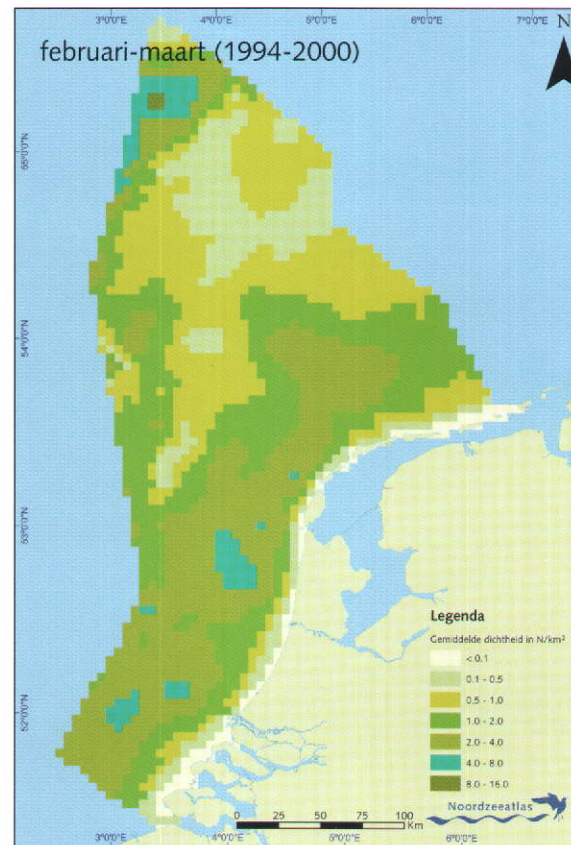 3°0'0"E 4°0'0"E 5°0'0"E 6°0'0"E 7°0'0"E
N
februari-maart (1994-2000)
55°0'0"N
54°0'0"N
53°0'0"N
52°0'0"N
Legenda
Gemiddelde dichtheid in N/km²
< 0.1
0.1 - 0.5
0.5 - 1.0
1.0 - 2.0
2.0 - 4.0
4.0 - 8.0
8.0 - 16.0
Noordzeeatlas
0 25 50 75 100
Km
3°0'0"E 4°0'0"E 5°0'0"E 6°0'0"E